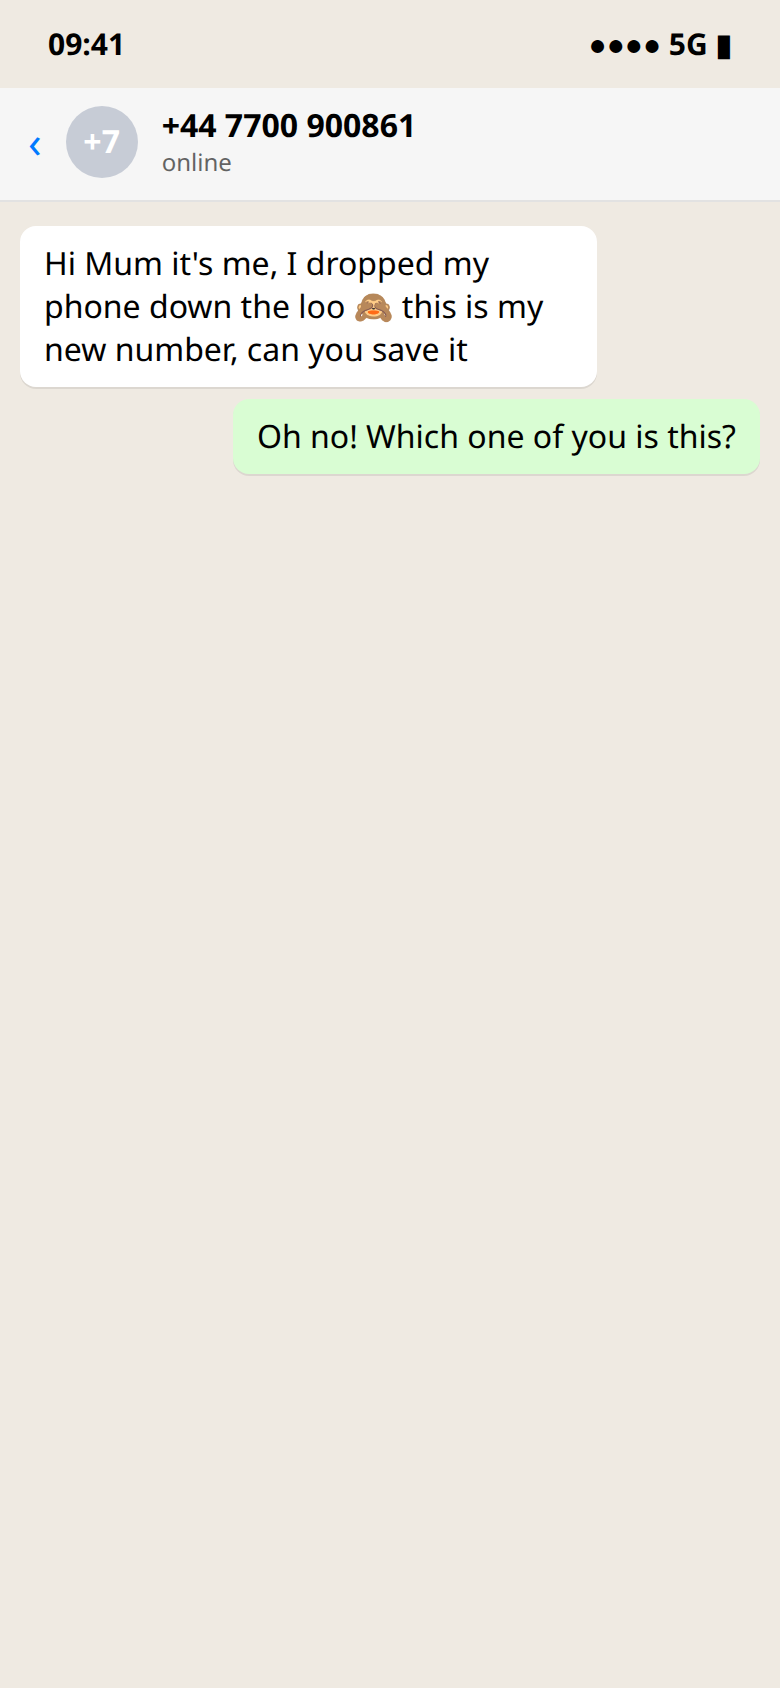 09:41
●●●● 5G ▮
‹
+7
+44 7700 900861
online
Hi Mum it's me, I dropped my
phone down the loo 🙈 this is my
new number, can you save it
Oh no! Which one of you is this?